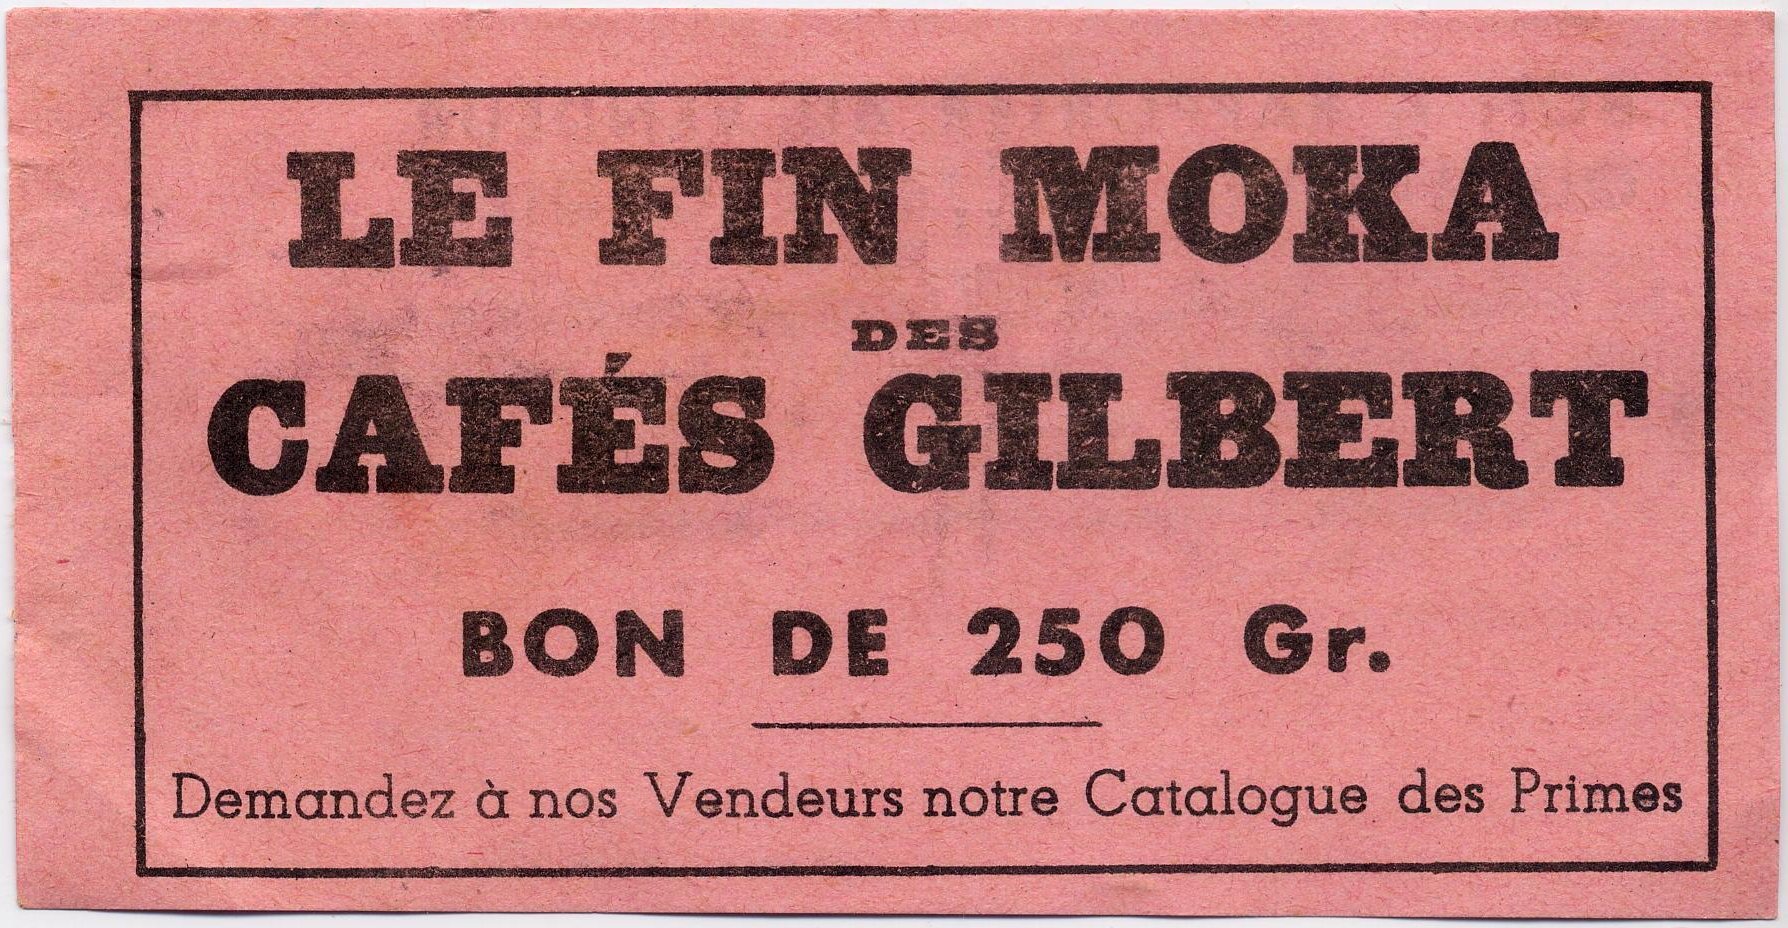 LE FIN MOKA
DES
CAFÉS GILBERT
BON DE 250 Gr.
Demandez à nos Vendeurs notre Catalogue des Primes